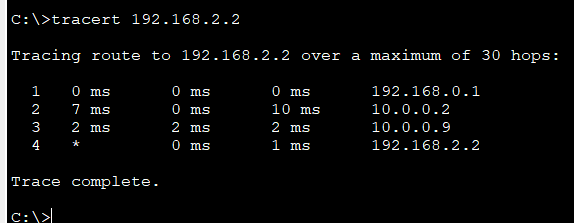 C:\>tracert 192.168.2.2
Tracing route to 192.168.2.2 over a maximum of 30 hops:
1 0 ms 0 ms 0 ms 192.168.0.1
2 7 ms 0 ms 10 ms 10.0.0.2
3 2 ms 2 ms 2 ms 10.0.0.9
4 * 0 ms 1 ms 192.168.2.2
Trace complete.
C:\>